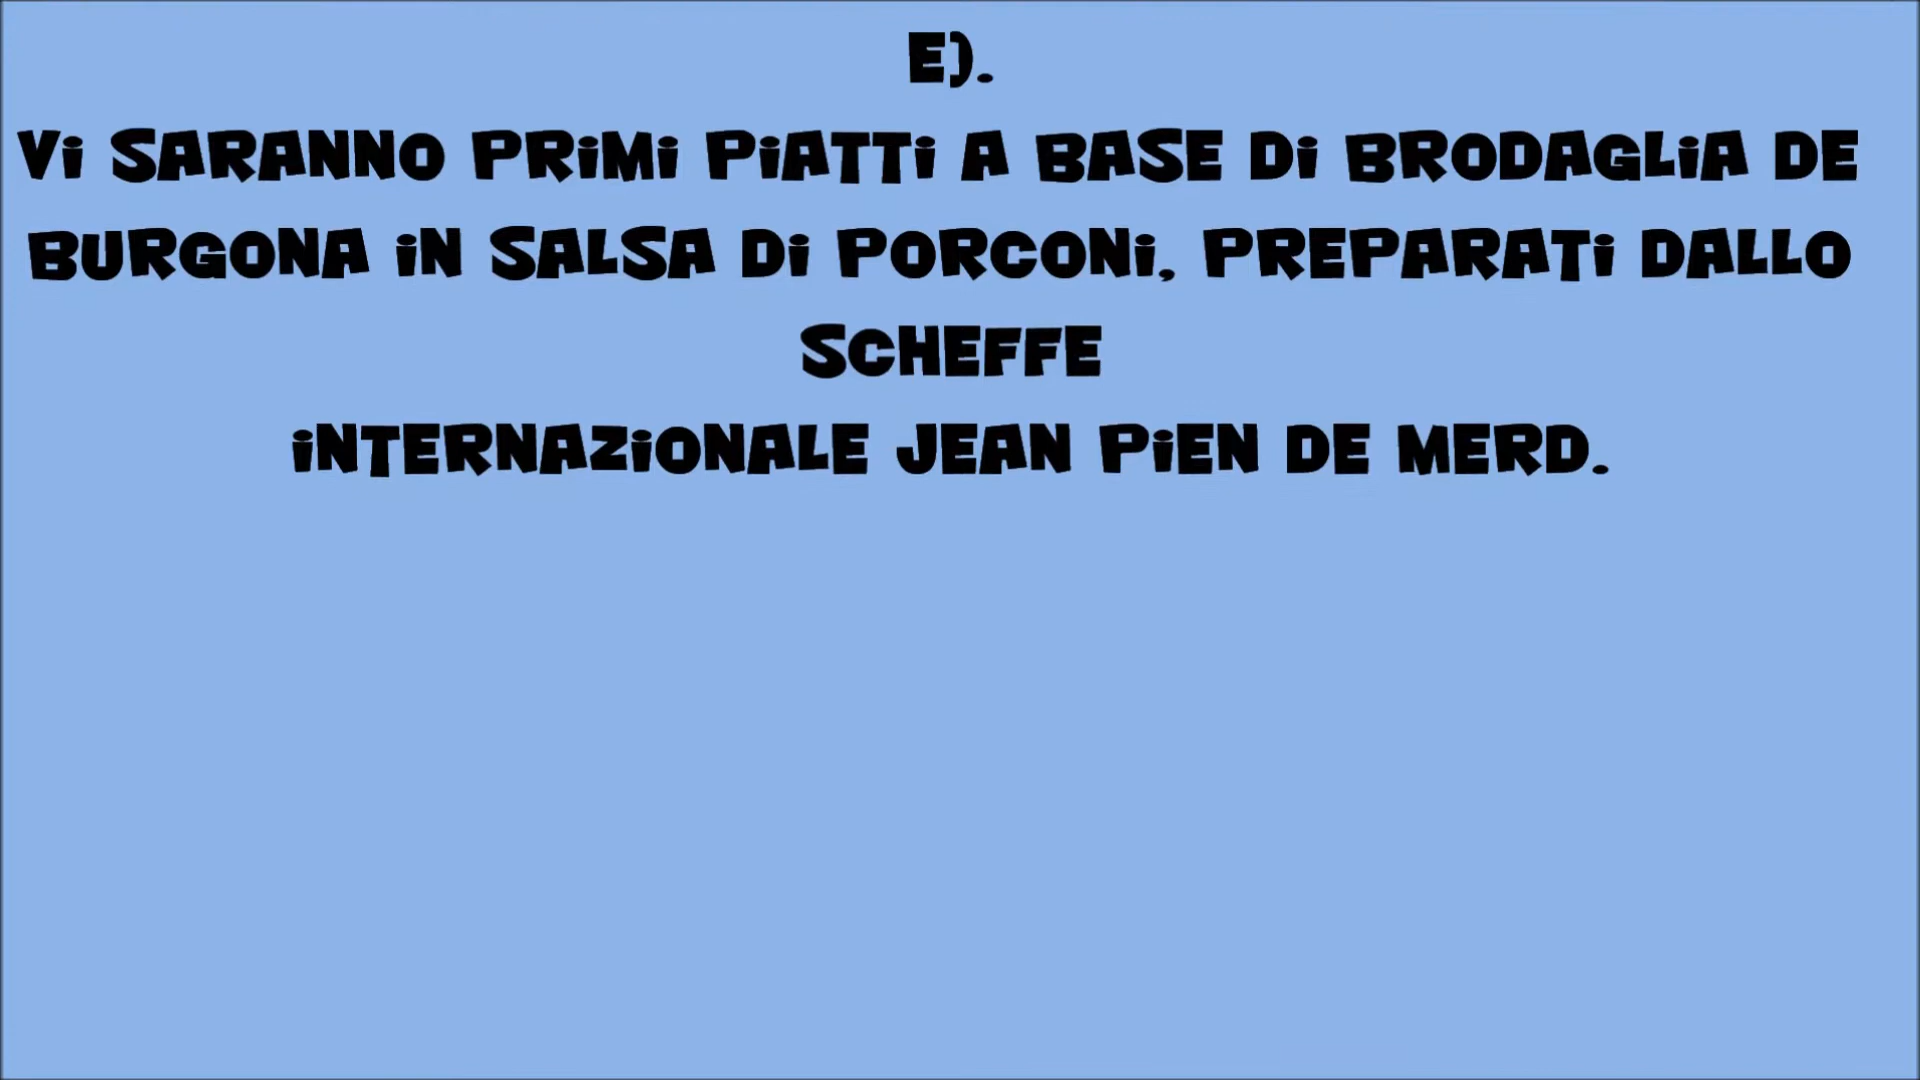 E).
Vi SARANNO PRiMi PiATTi A BASE Di BRODAGLiA DE
BURGONA iN SALSA Di PORCONi, PREPARATi DALLO
SCHEFFE
iNTERNAZiONALE JEAN PiEN DE MERD.